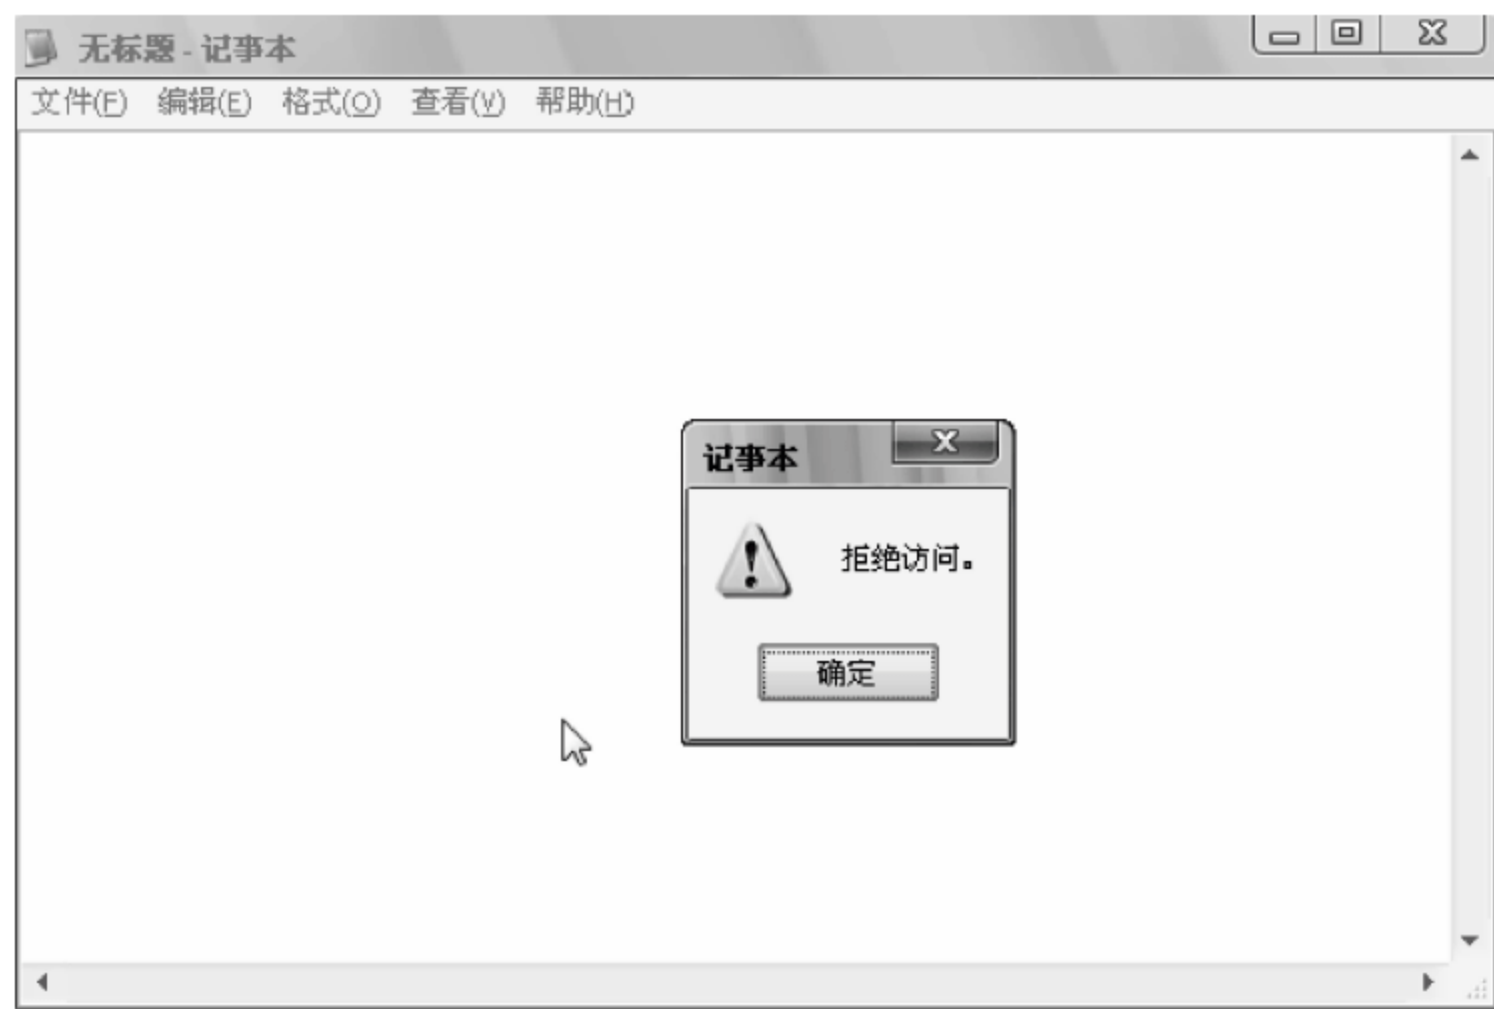 无标题 - 记事本
文件(F) 编辑(E) 格式(O) 查看(V) 帮助(H)
记事本
拒绝访问。
确定